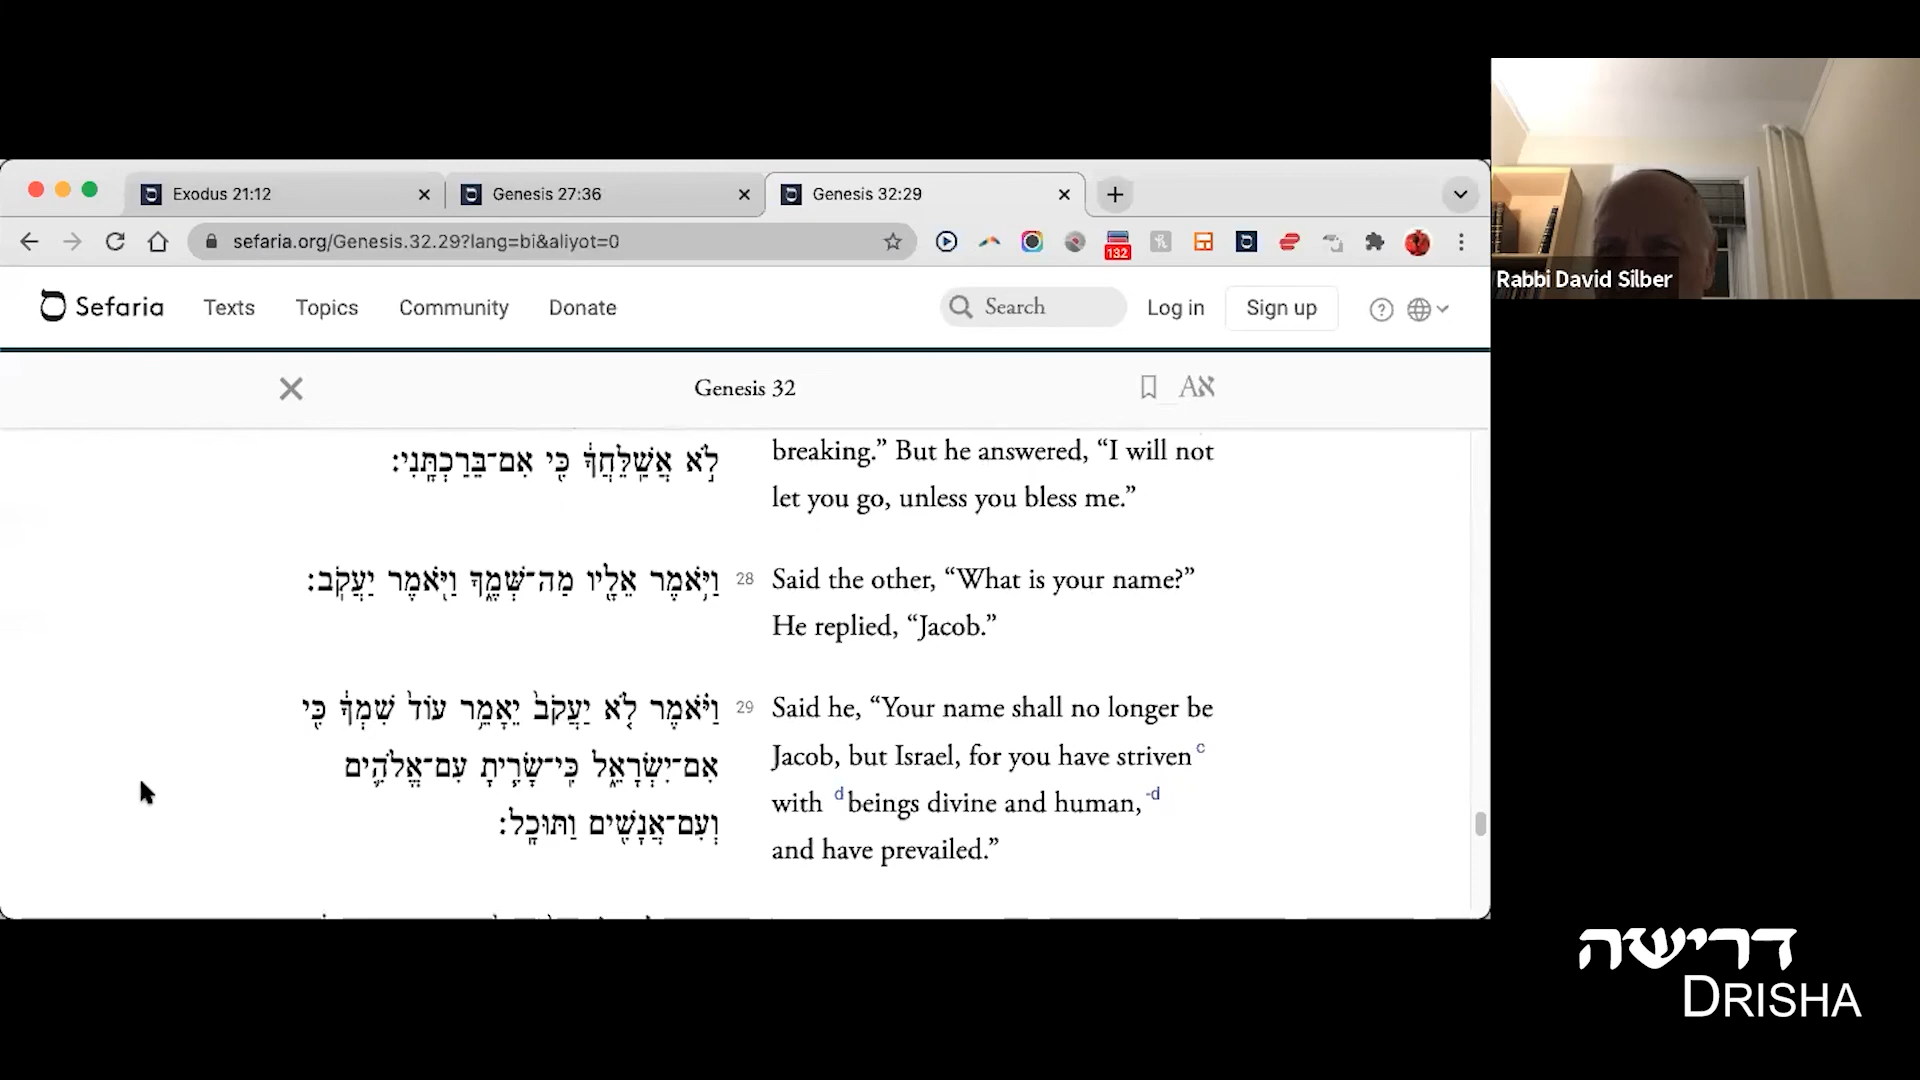 Exodus 21:12
Genesis 27:36
Genesis 32:29
sefaria.org/Genesis.32.29?lang=bi&aliyot=0
132
Sefaria
Texts
Topics
Community
Donate
Search
Log in
Sign up
Genesis 32
Aא
לֹ֣א אֲשַֽׁלֵּחֲךָ֔ כִּ֖י אִם־בֵּרַכְתָּֽנִי׃
breaking.” But he answered, “I will not
let you go, unless you bless me.”
וַיֹּ֥אמֶר אֵלָ֖יו מַה־שְּׁמֶ֑ךָ וַיֹּ֖אמֶר יַעֲקֹֽב׃
28
Said the other, “What is your name?”
He replied, “Jacob.”
וַיֹּ֗אמֶר לֹ֤א יַעֲקֹב֙ יֵאָמֵ֥ר עוֹד֙ שִׁמְךָ֔ כִּ֖י
אִם־יִשְׂרָאֵ֑ל כִּֽי־שָׂרִ֧יתָ עִם־אֱלֹהִ֛ים
וְעִם־אֲנָשִׁ֖ים וַתּוּכָֽל׃
29
Said he, “Your name shall no longer be
Jacob, but Israel, for you have striven c
with d beings divine and human, -d
and have prevailed.”
Rabbi David Silber
דרישה
DRISHA